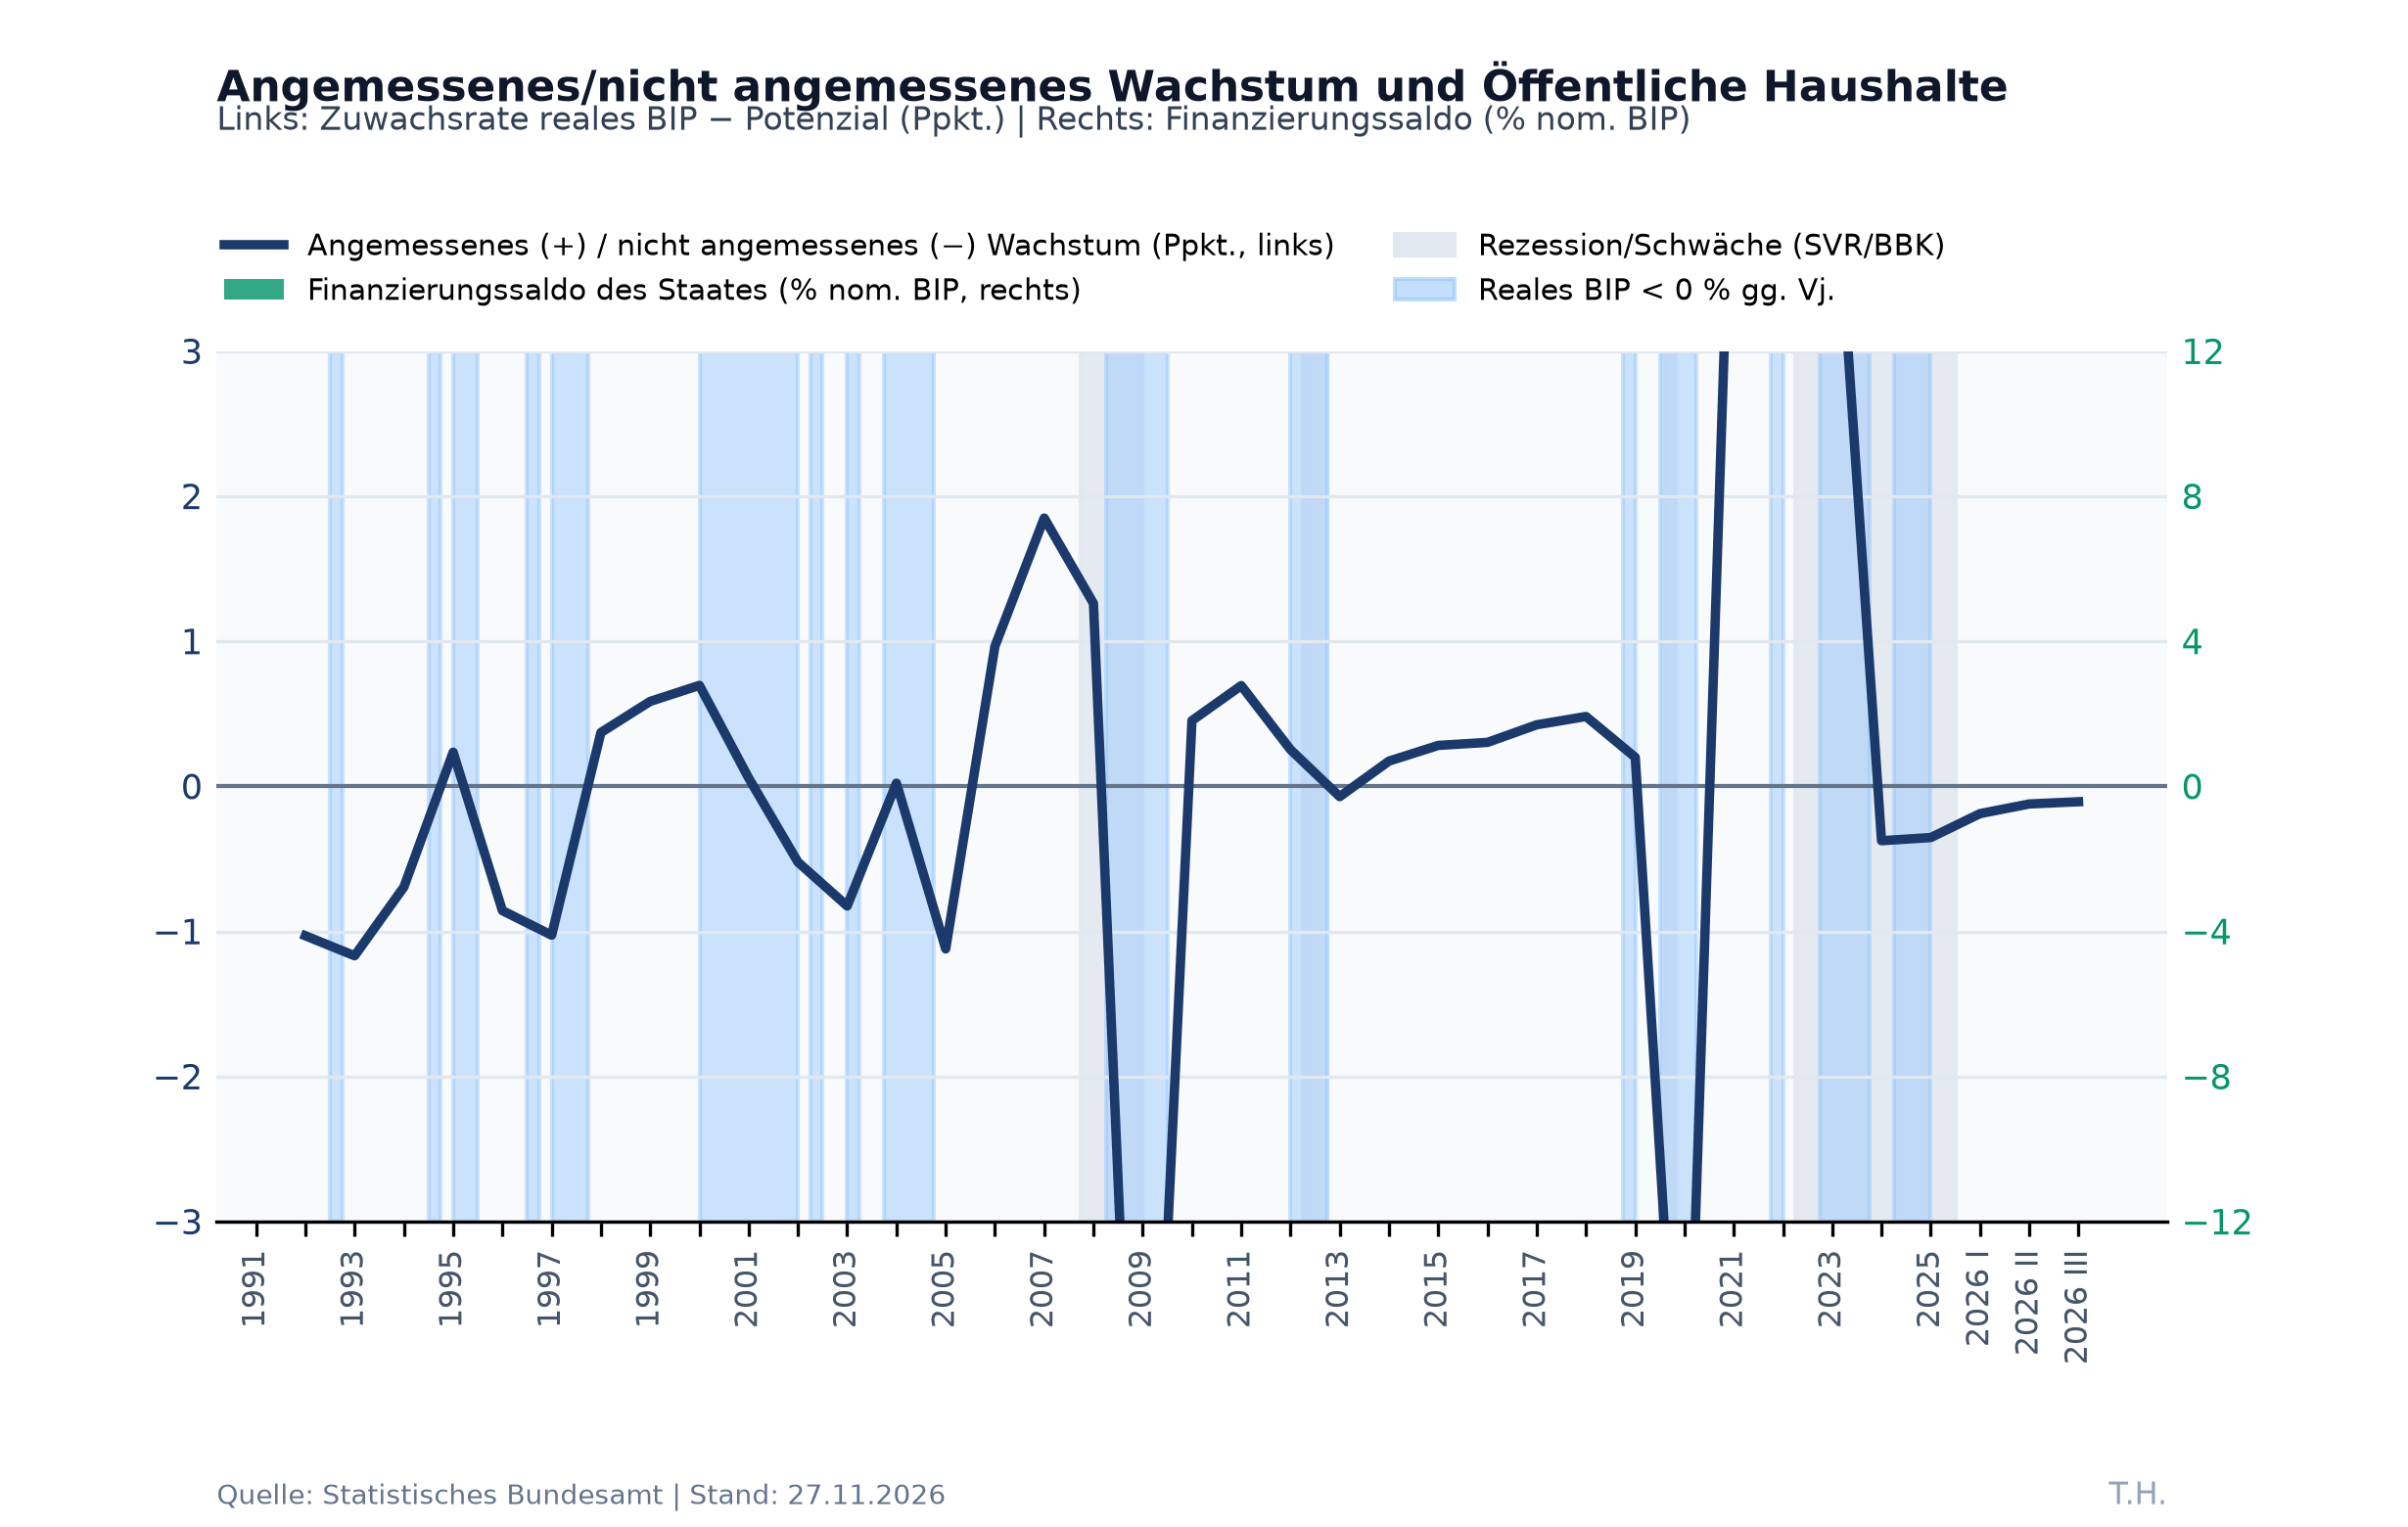 Angemessenes/nicht angemessenes Wachstum und Öffentliche Haushalte
Links: Zuwachsrate reales BIP − Potenzial (Ppkt.) | Rechts: Finanzierungssaldo (% nom. BIP)
Angemessenes (+) / nicht angemessenes (−) Wachstum (Ppkt., links)
Finanzierungssaldo des Staates (% nom. BIP, rechts)
Rezession/Schwäche (SVR/BBK)
Reales BIP < 0 % gg. Vj.
3
2
1
0
−1
−2
−3
12
8
4
0
−4
−8
−12
1991
1993
1995
1997
1999
2001
2003
2005
2007
2009
2011
2013
2015
2017
2019
2021
2023
2025
2026 I
2026 II
2026 III
Quelle: Statistisches Bundesamt | Stand: 27.11.2026
T.H.